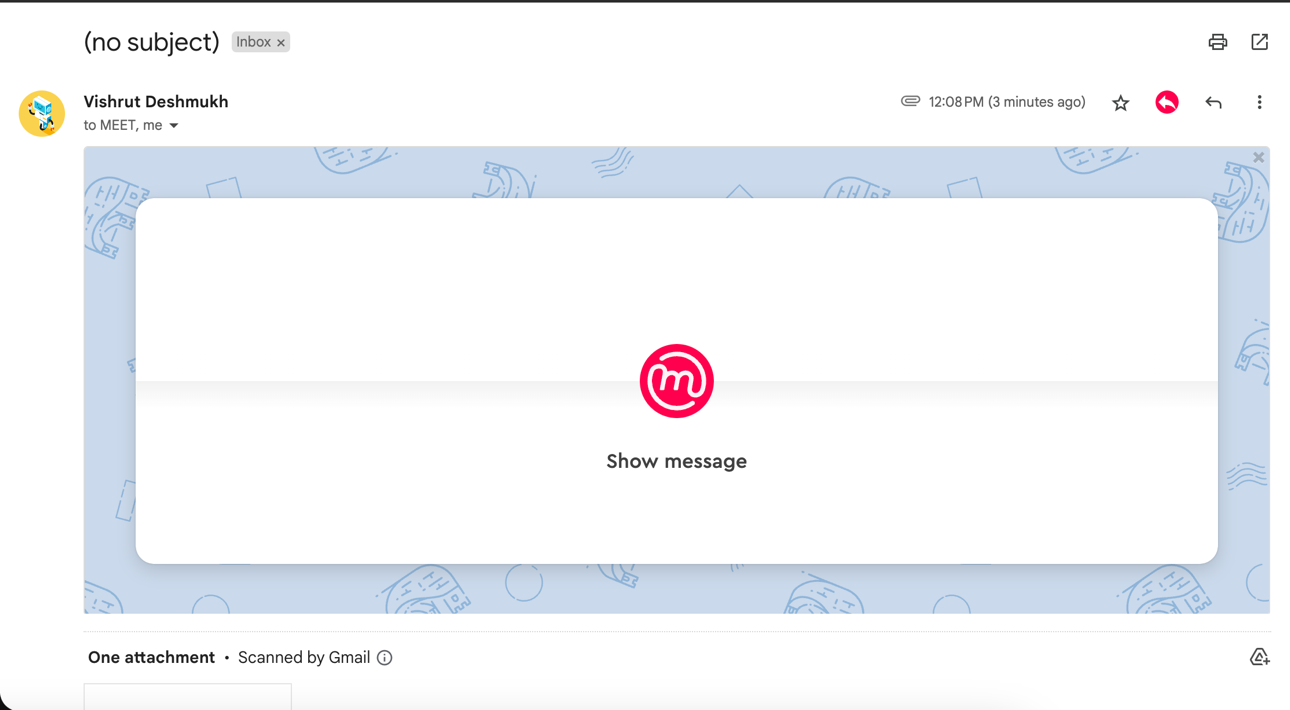 (no subject) Inbox ×
Vishrut Deshmukh 12:08 PM (3 minutes ago)
to MEET, me
m
Show message
One attachment • Scanned by Gmail